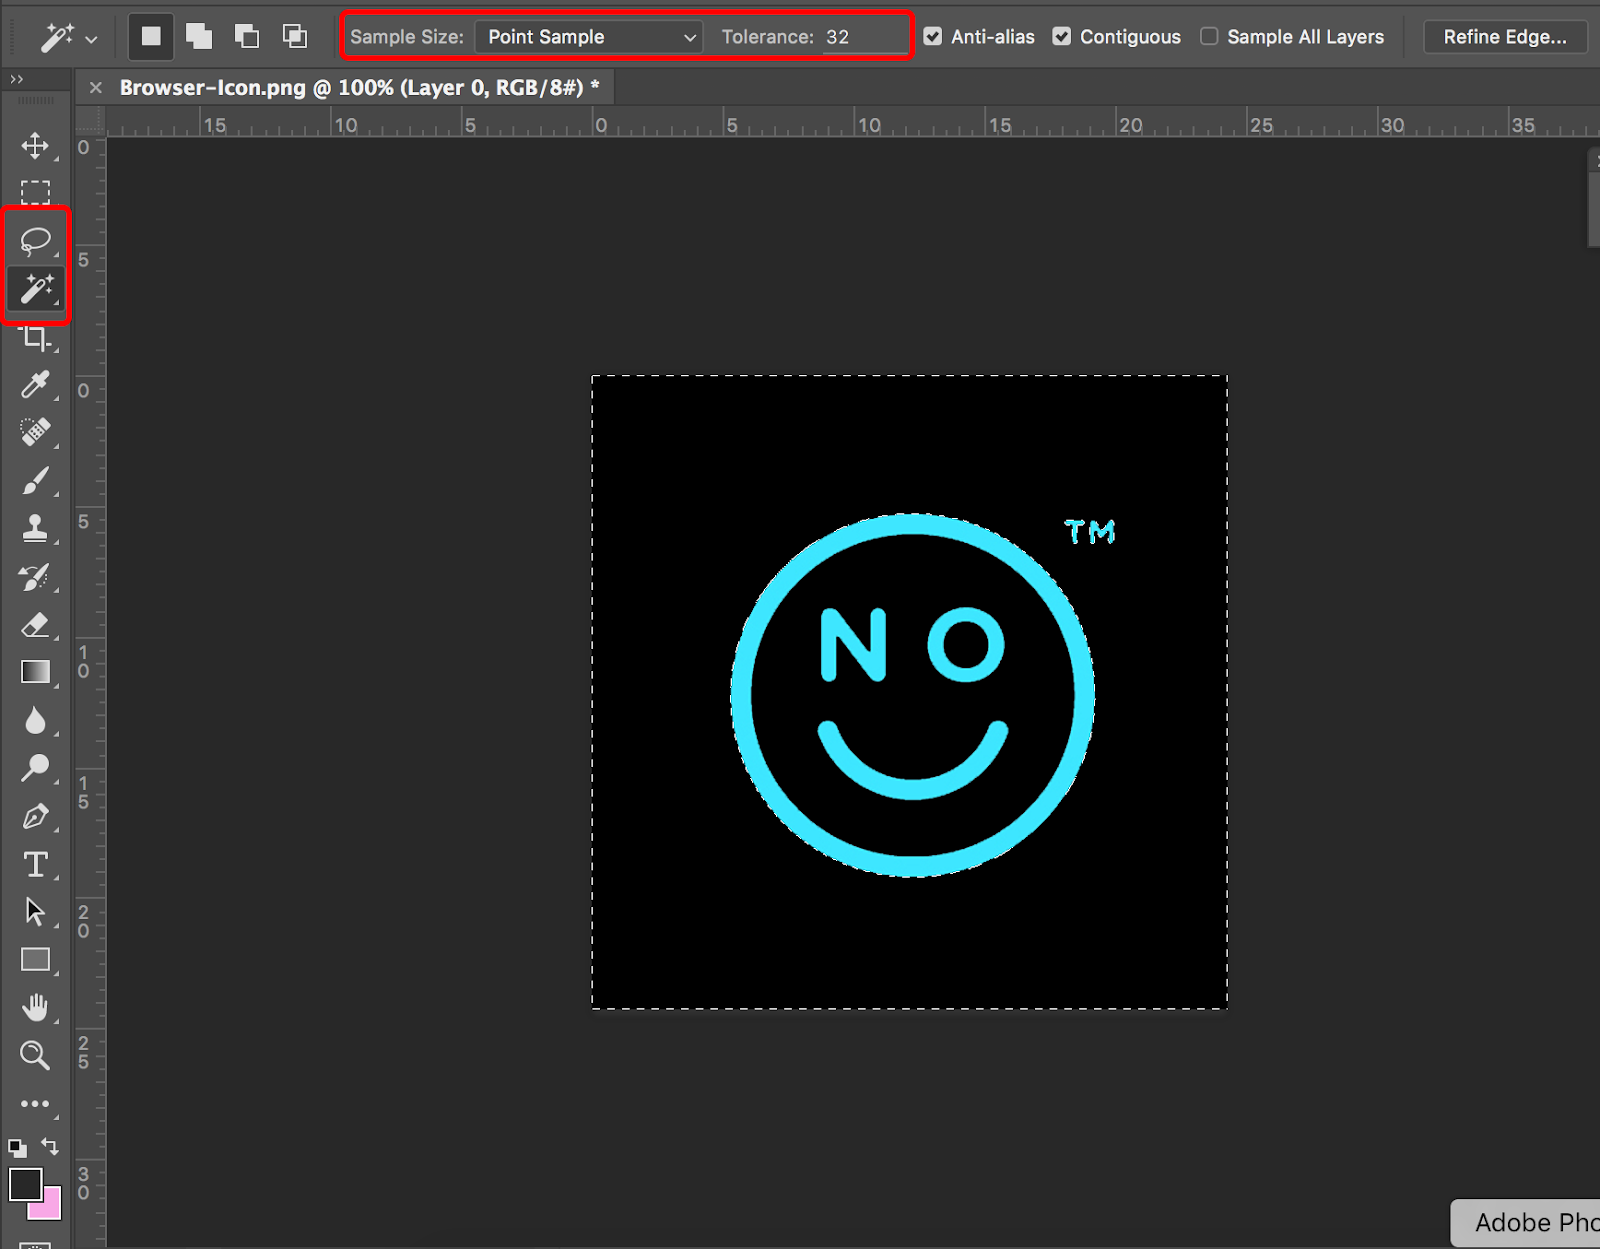 Sample Size: Point Sample Tolerance: 32 Anti-alias Contiguous Sample All Layers Refine Edge...
Browser-Icon.png @ 100% (Layer 0, RGB/8#) *
15 10 5 0 5 10 15 20 25 30 35
0
5
0
5
10
15
20
25
30
TM
N O
T
Adobe Pho